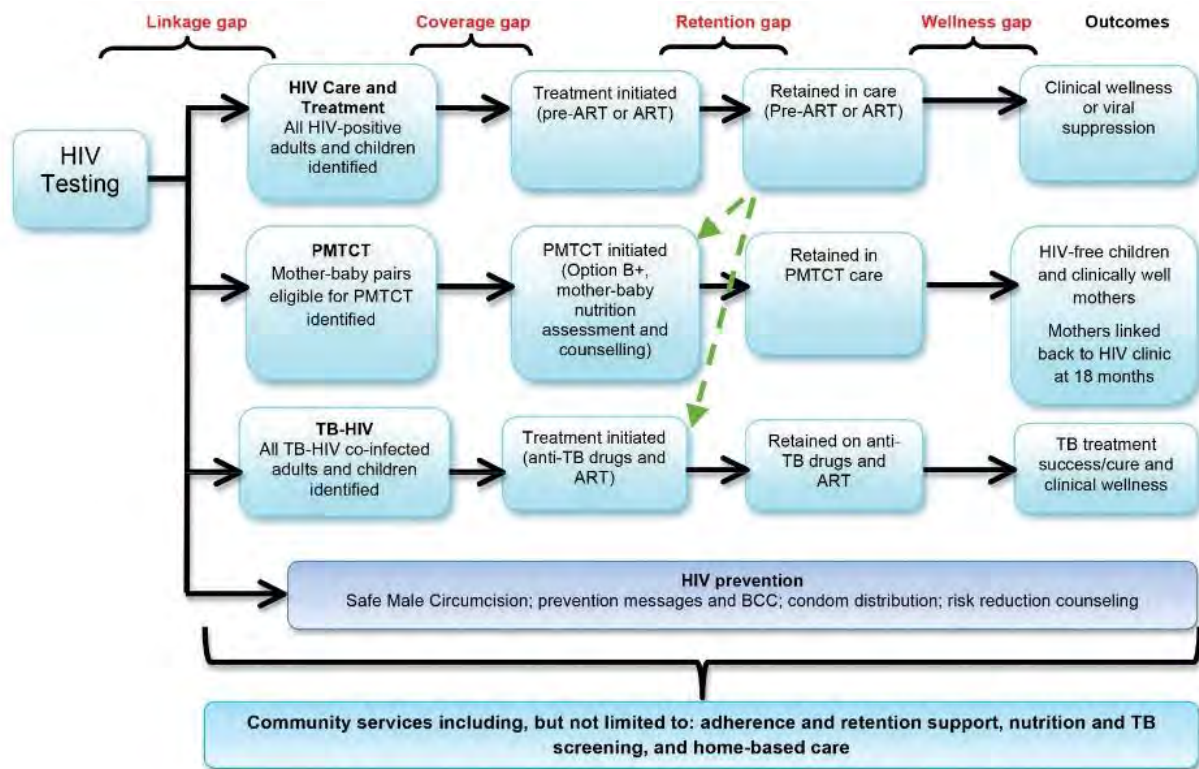 Linkage gap
Coverage gap
Retention gap
Wellness gap
Outcomes
HIV
Testing
HIV Care and
Treatment
All HIV-positive
adults and children
identified
Treatment initiated
(pre-ART or ART)
Retained in care
(Pre-ART or ART)
Clinical wellness
or viral
suppression
PMTCT
Mother-baby pairs
eligible for PMTCT
identified
PMTCT initiated
(Option B+,
mother-baby
nutrition
assessment and
counselling)
Retained in
PMTCT care
HIV-free children
and clinically well
mothers
Mothers linked
back to HIV clinic
at 18 months
TB-HIV
All TB-HIV co-infected
adults and children
identified
Treatment initiated
(anti-TB drugs and
ART)
Retained on anti-
TB drugs and
ART
TB treatment
success/cure and
clinical wellness
HIV prevention
Safe Male Circumcision; prevention messages and BCC; condom distribution; risk reduction counseling
Community services including, but not limited to: adherence and retention support, nutrition and TB
screening, and home-based care